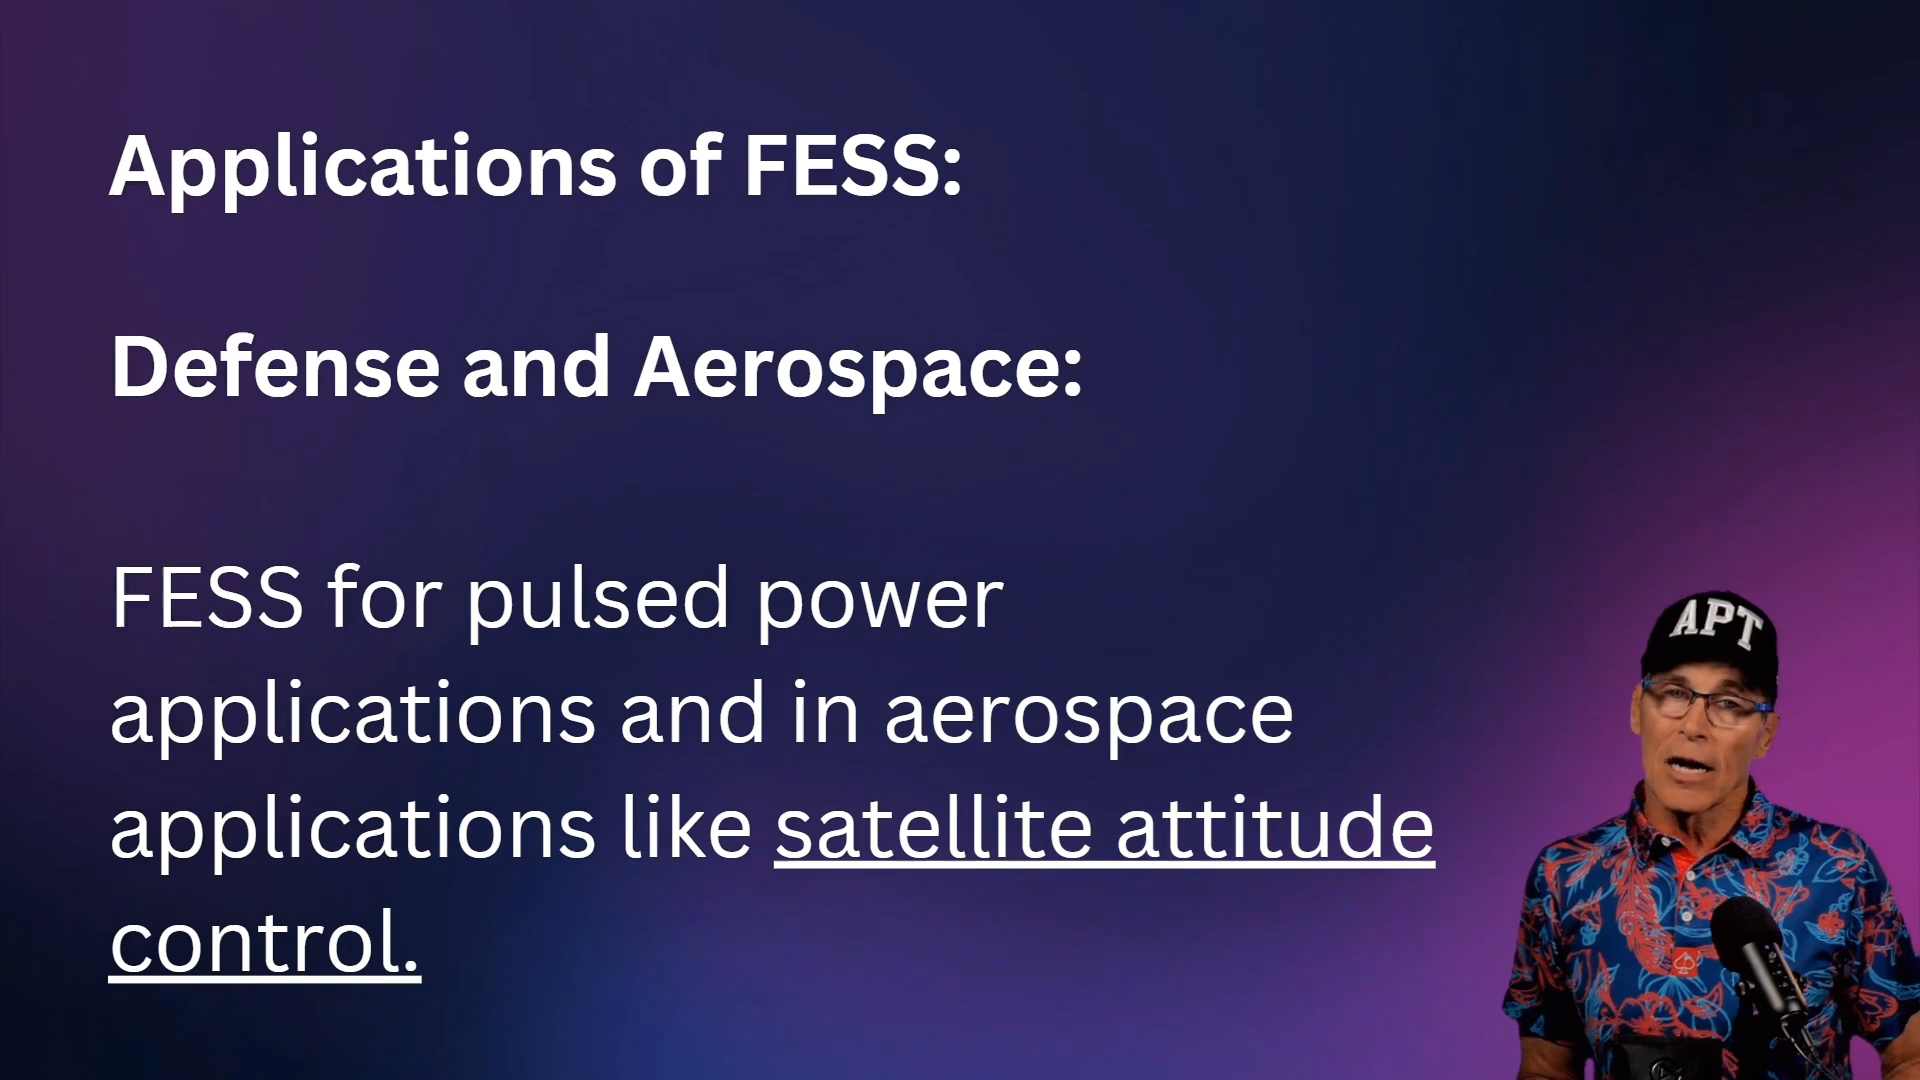 Applications of FESS:
Defense and Aerospace:
FESS for pulsed power
applications and in aerospace
applications like satellite attitude
control.
APT